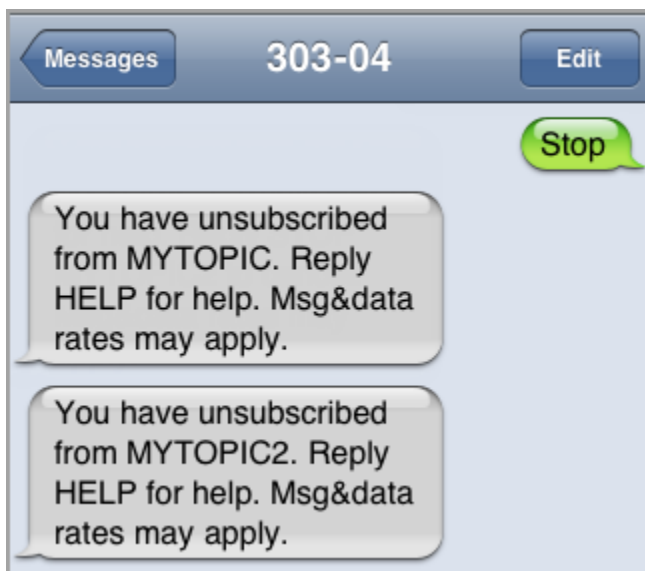 Messages 303-04 Edit
Stop
You have unsubscribed
from MYTOPIC. Reply
HELP for help. Msg&data
rates may apply.
You have unsubscribed
from MYTOPIC2. Reply
HELP for help. Msg&data
rates may apply.